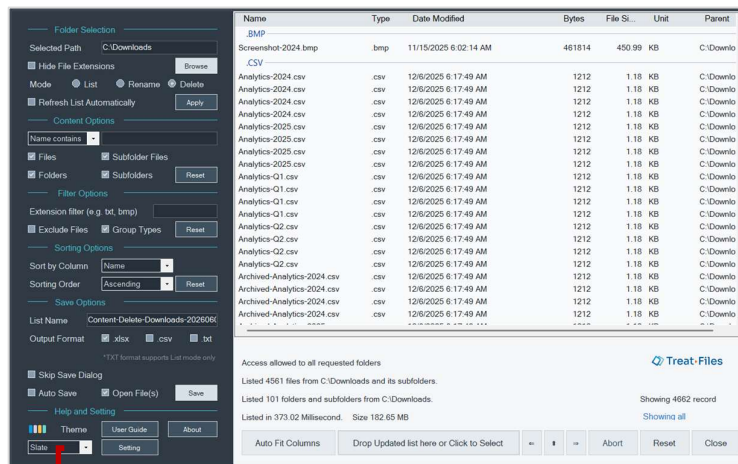 Folder Selection
Selected Path C:\Downloads
Hide File Extensions Browse
Mode List Rename Delete
Refresh List Automatically Apply
Content Options
Name contains
Files Subfolder Files
Folders Subfolders Reset
Filter Options
Extension filter (e.g. txt, bmp)
Exclude Files Group Types Reset
Sorting Options
Sort by Column Name
Sorting Order Ascending Reset
Save Options
List Name Content-Delete-Downloads-202606
Output Format .xlsx .csv .txt
*TXT format supports List mode only
Skip Save Dialog
Auto Save Open File(s) Save
Help and Setting
Theme User Guide About
Slate Setting
Name Type Date Modified Bytes File Si... Unit Parent
.BMP
Screenshot-2024.bmp .bmp 11/15/2025 6:02:14 AM 461814 450.99 KB C:\Downlo
.CSV
Analytics-2024.csv .csv 12/6/2025 6:17:49 AM 1212 1.18 KB C:\Downlo
Analytics-2024.csv .csv 12/6/2025 6:17:49 AM 1212 1.18 KB C:\Downlo
Analytics-2024.csv .csv 12/6/2025 6:17:49 AM 1212 1.18 KB C:\Downlo
Analytics-2024.csv .csv 12/6/2025 6:17:49 AM 1212 1.18 KB C:\Downlo
Analytics-2025.csv .csv 12/6/2025 6:17:49 AM 1212 1.18 KB C:\Downlo
Analytics-2025.csv .csv 12/6/2025 6:17:49 AM 1212 1.18 KB C:\Downlo
Analytics-2025.csv .csv 12/6/2025 6:17:49 AM 1212 1.18 KB C:\Downlo
Analytics-2025.csv .csv 12/6/2025 6:17:49 AM 1212 1.18 KB C:\Downlo
Analytics-Q1.csv .csv 12/6/2025 6:17:49 AM 1212 1.18 KB C:\Downlo
Analytics-Q1.csv .csv 12/6/2025 6:17:49 AM 1212 1.18 KB C:\Downlo
Analytics-Q1.csv .csv 12/6/2025 6:17:49 AM 1212 1.18 KB C:\Downlo
Analytics-Q1.csv .csv 12/6/2025 6:17:49 AM 1212 1.18 KB C:\Downlo
Analytics-Q2.csv .csv 12/6/2025 6:17:49 AM 1212 1.18 KB C:\Downlo
Analytics-Q2.csv .csv 12/6/2025 6:17:49 AM 1212 1.18 KB C:\Downlo
Analytics-Q2.csv .csv 12/6/2025 6:17:49 AM 1212 1.18 KB C:\Downlo
Analytics-Q2.csv .csv 12/6/2025 6:17:49 AM 1212 1.18 KB C:\Downlo
Archived-Analytics-2024.csv .csv 12/6/2025 6:17:49 AM 1212 1.18 KB C:\Downlo
Archived-Analytics-2024.csv .csv 12/6/2025 6:17:49 AM 1212 1.18 KB C:\Downlo
Archived-Analytics-2024.csv .csv 12/6/2025 6:17:49 AM 1212 1.18 KB C:\Downlo
Archived-Analytics-2024.csv .csv 12/6/2025 6:17:49 AM 1212 1.18 KB C:\Downlo
Access allowed to all requested folders
Treat-Files
Listed 4561 files from C:\Downloads and its subfolders.
Listed 101 folders and subfolders from C:\Downloads. Showing 4662 record
Listed in 373.02 Millisecond. Size 182.65 MB Showing all
Auto Fit Columns Drop Updated list here or Click to Select Abort Reset Close